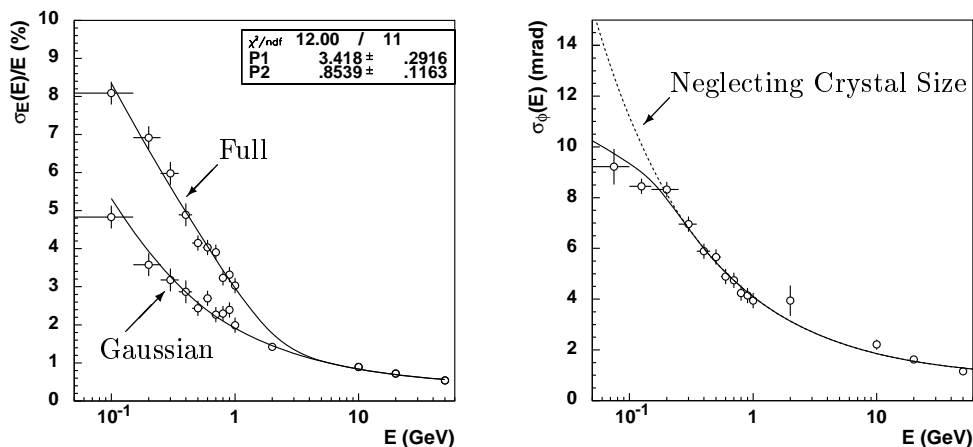 σE(E)/E (%)
10
9
8
7
6
5
4
3
2
1
0
χ²/ndf 12.00 / 11
P1 3.418 ± .2916
P2 .8539 ± .1163
Full
Gaussian
10-1 1 10
E (GeV)
σϕ(E) (mrad)
14
12
10
8
6
4
2
0
Neglecting Crystal Size
10-1 1 10
E (GeV)